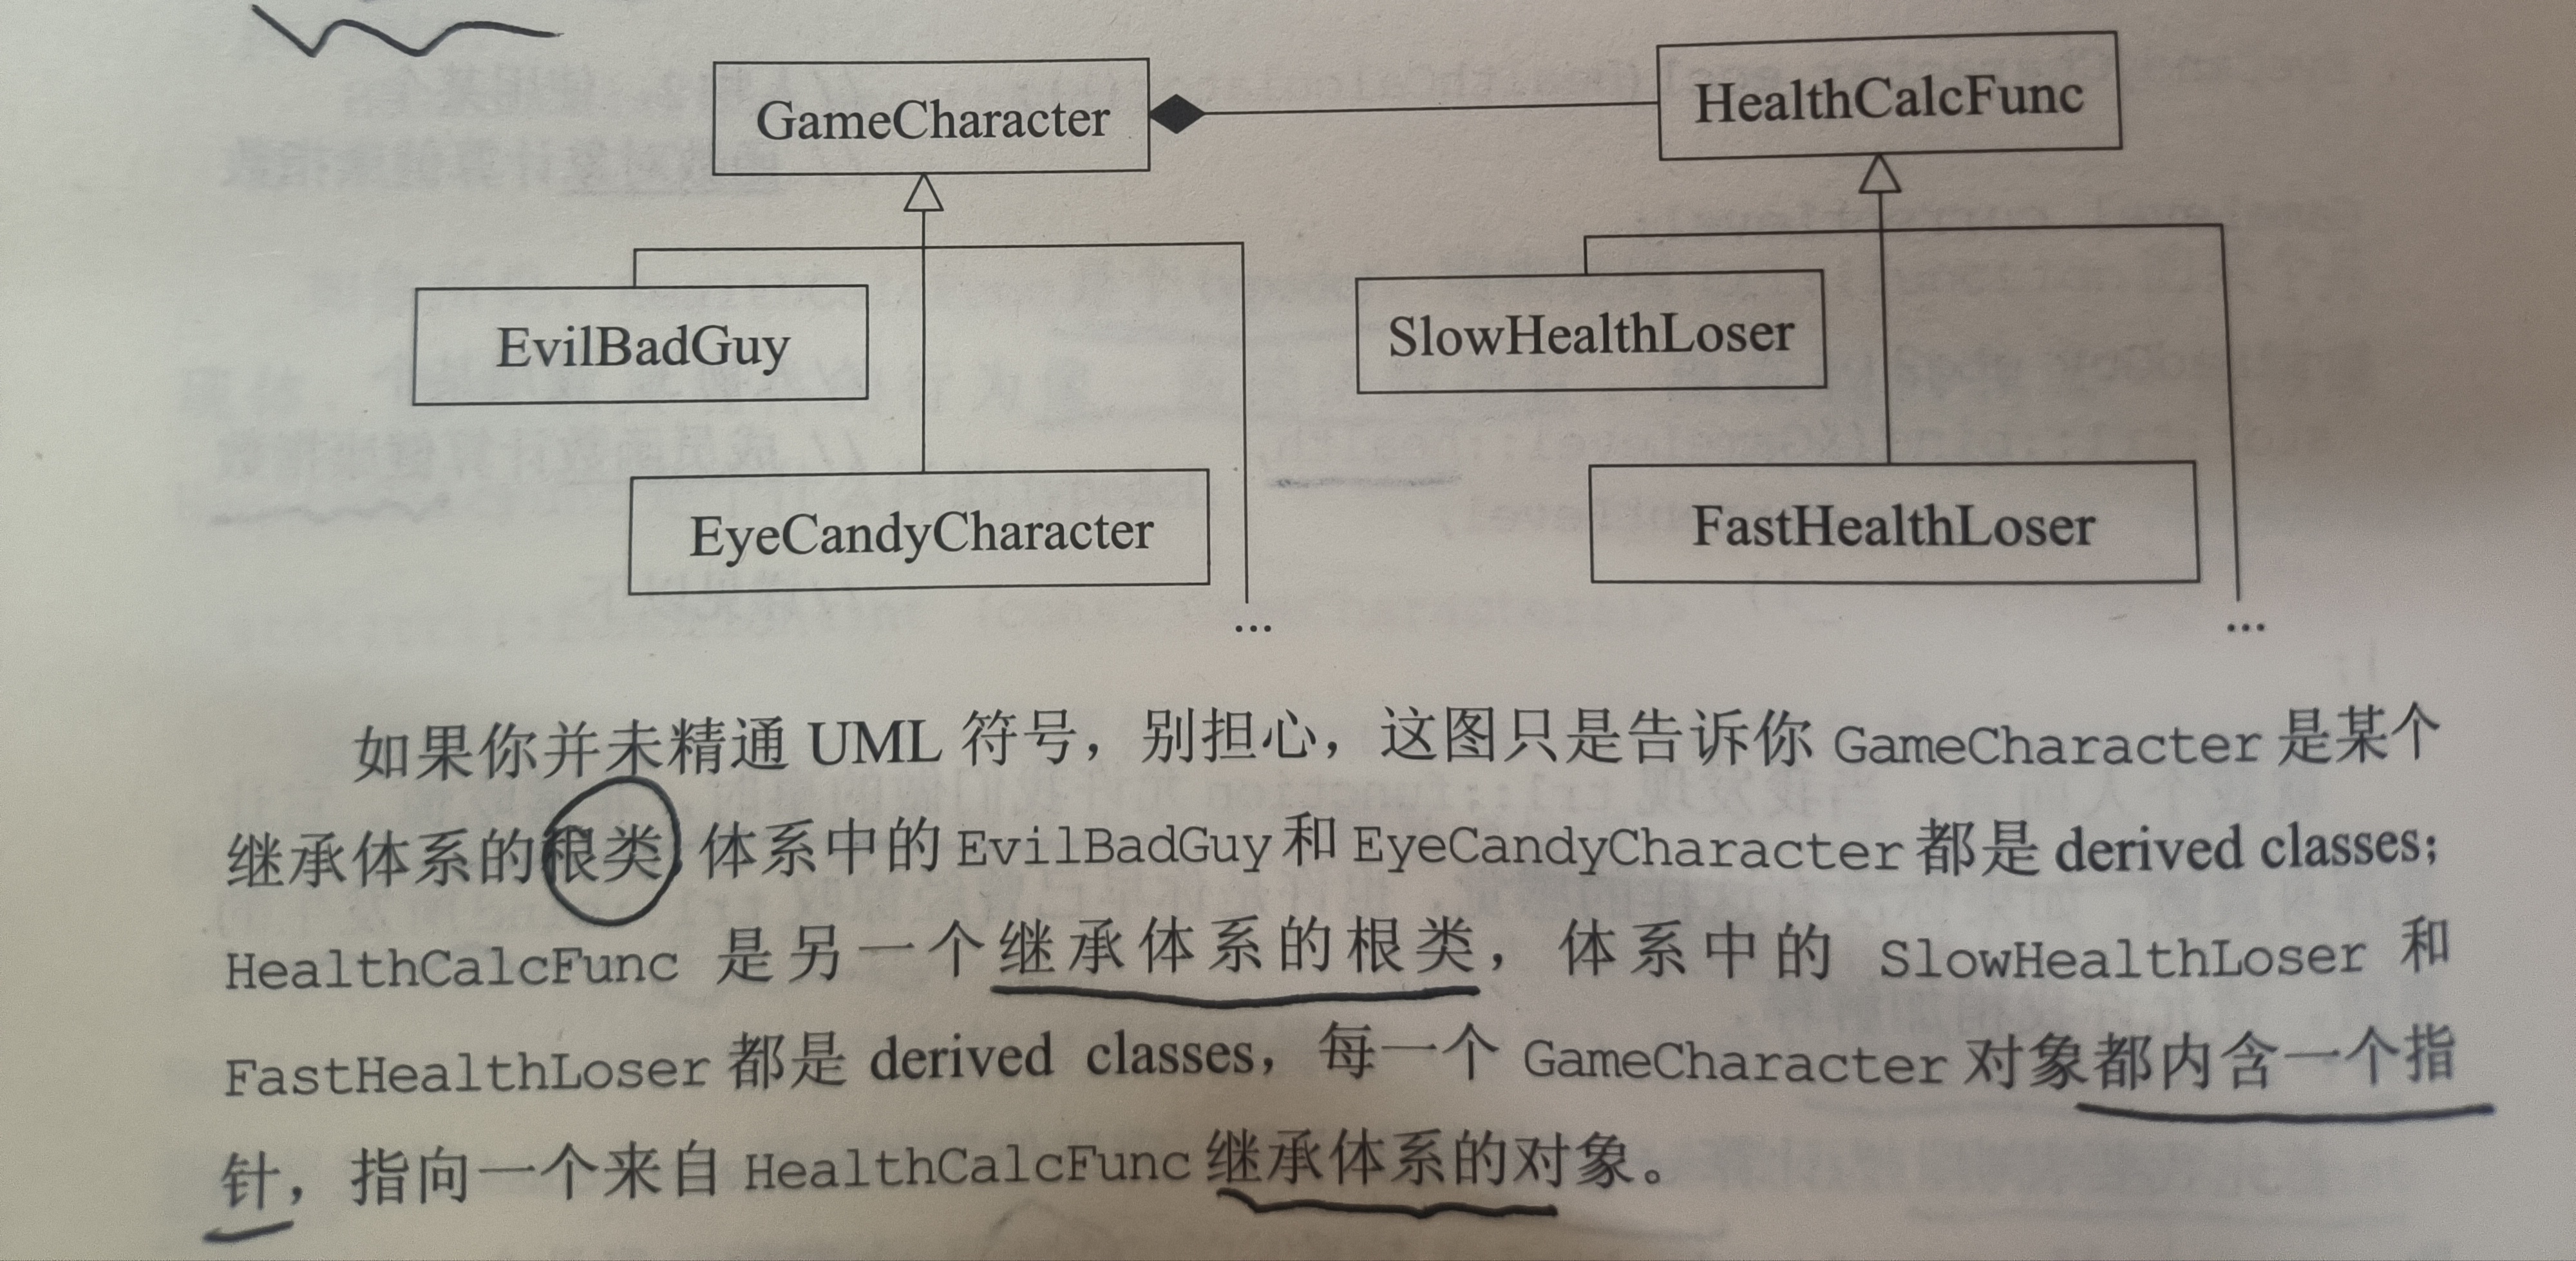 GameCharacter
HealthCalcFunc
EvilBadGuy
SlowHealthLoser
EyeCandyCharacter
FastHealthLoser
...
...
如果你并未精通 UML 符号，别担心，这图只是告诉你 GameCharacter 是某个
继承体系的根类，体系中的 EvilBadGuy 和 EyeCandyCharacter 都是 derived classes；
HealthCalcFunc 是另一个继承体系的根类，体系中的 SlowHealthLoser 和
FastHealthLoser 都是 derived classes，每一个 GameCharacter 对象都内含一个指
针，指向一个来自 HealthCalcFunc 继承体系的对象。